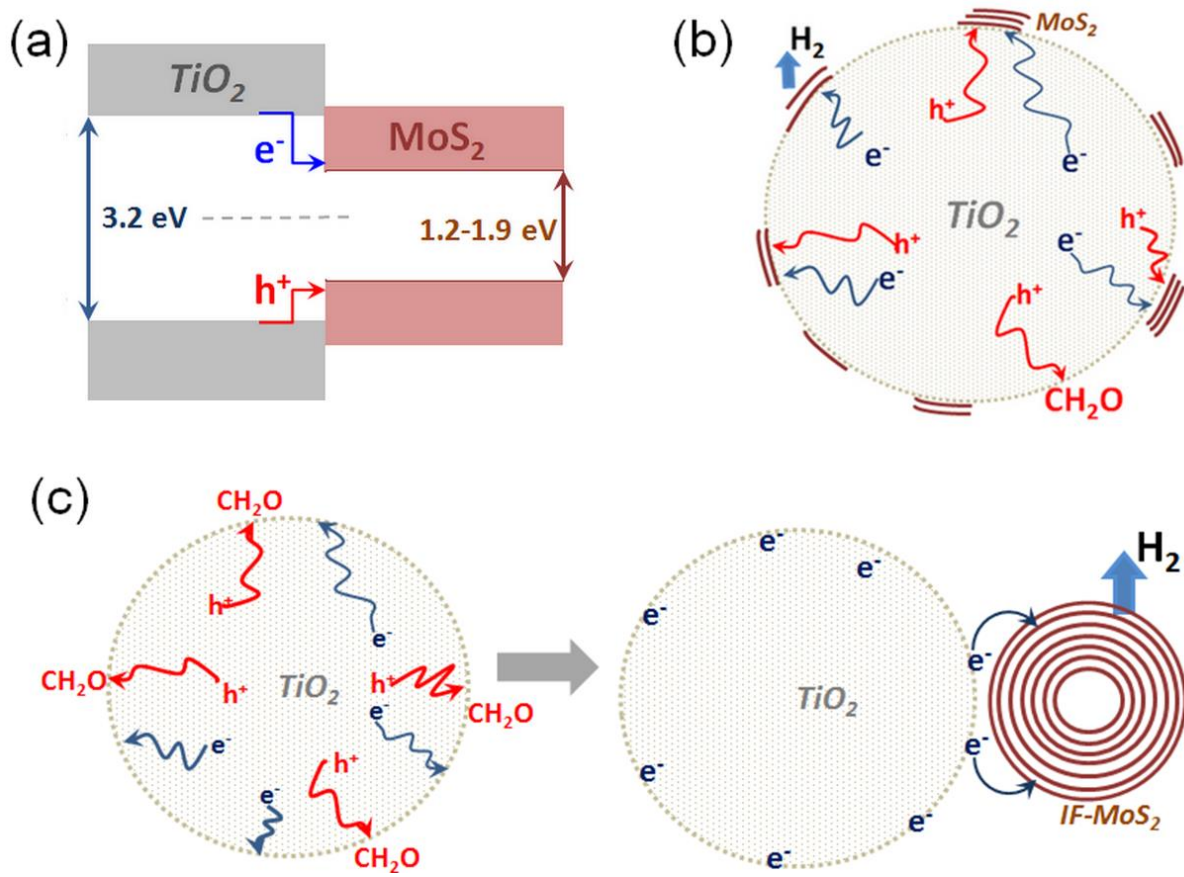 (a)
TiO₂
e⁻
MoS₂
3.2 eV
1.2-1.9 eV
h⁺
(b)
H₂
MoS₂
h⁺
e⁻
e⁻
TiO₂
h⁺
h⁺
e⁻
e⁻
h⁺
CH₂O
(c)
CH₂O
h⁺
e⁻
CH₂O
h⁺
TiO₂
h⁺
CH₂O
e⁻
e⁻
h⁺
e⁻
CH₂O
H₂
e⁻
e⁻
e⁻
e⁻
TiO₂
e⁻
e⁻
e⁻
e⁻
IF-MoS₂